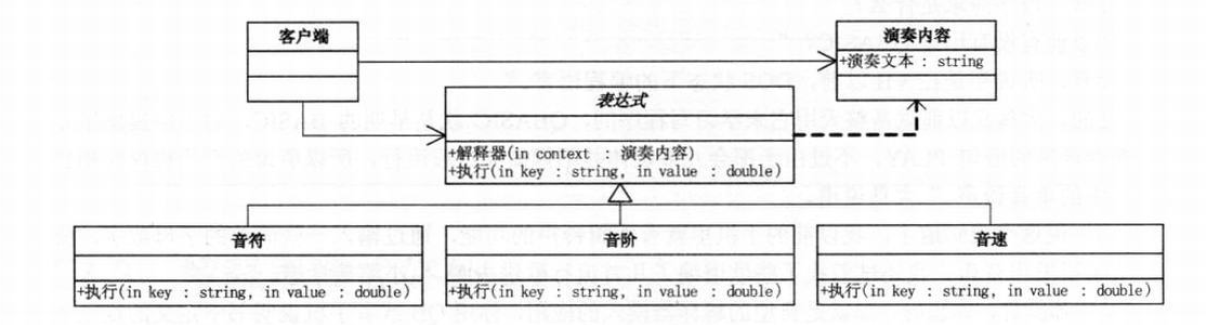 客户端
演奏内容
+演奏文本 : string
表达式
+解释器(in context : 演奏内容)
+执行(in key : string, in value : double)
音符
+执行(in key : string, in value : double)
音阶
+执行(in key : string, in value : double)
音速
+执行(in key : string, in value : double)